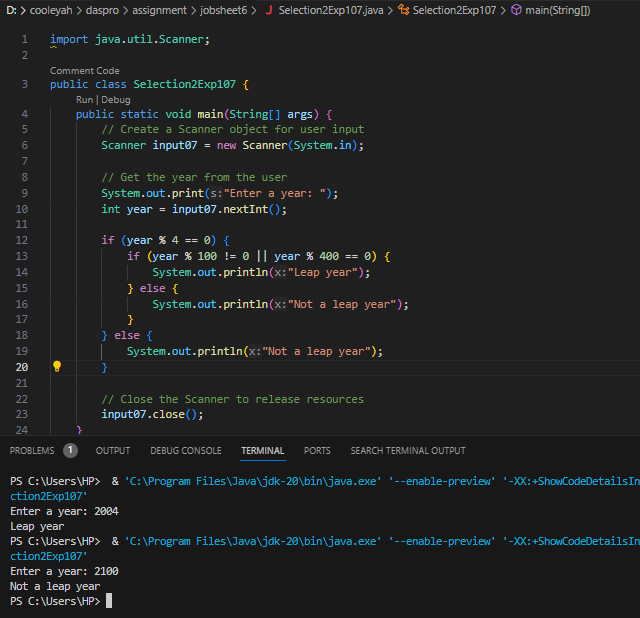 D: > cooleyah > daspro > assignment > jobsheet6 > J Selection2Exp107.java > Selection2Exp107 > main(String[])
1 import java.util.Scanner;
2
Comment Code
3 public class Selection2Exp107 {
Run | Debug
4 public static void main(String[] args) {
5 // Create a Scanner object for user input
6 Scanner input07 = new Scanner(System.in);
7
8 // Get the year from the user
9 System.out.print(s:"Enter a year: ");
10 int year = input07.nextInt();
11
12 if (year % 4 == 0) {
13 if (year % 100 != 0 || year % 400 == 0) {
14 System.out.println(x:"Leap year");
15 } else {
16 System.out.println(x:"Not a leap year");
17 }
18 } else {
19 System.out.println(x:"Not a leap year");
20 }
21
22 // Close the Scanner to release resources
23 input07.close();
24 }
PROBLEMS 1 OUTPUT DEBUG CONSOLE TERMINAL PORTS SEARCH TERMINAL OUTPUT
PS C:\Users\HP> & 'C:\Program Files\Java\jdk-20\bin\java.exe' '--enable-preview' '-XX:+ShowCodeDetailsIn
ction2Exp107'
Enter a year: 2004
Leap year
PS C:\Users\HP> & 'C:\Program Files\Java\jdk-20\bin\java.exe' '--enable-preview' '-XX:+ShowCodeDetailsIn
ction2Exp107'
Enter a year: 2100
Not a leap year
PS C:\Users\HP>